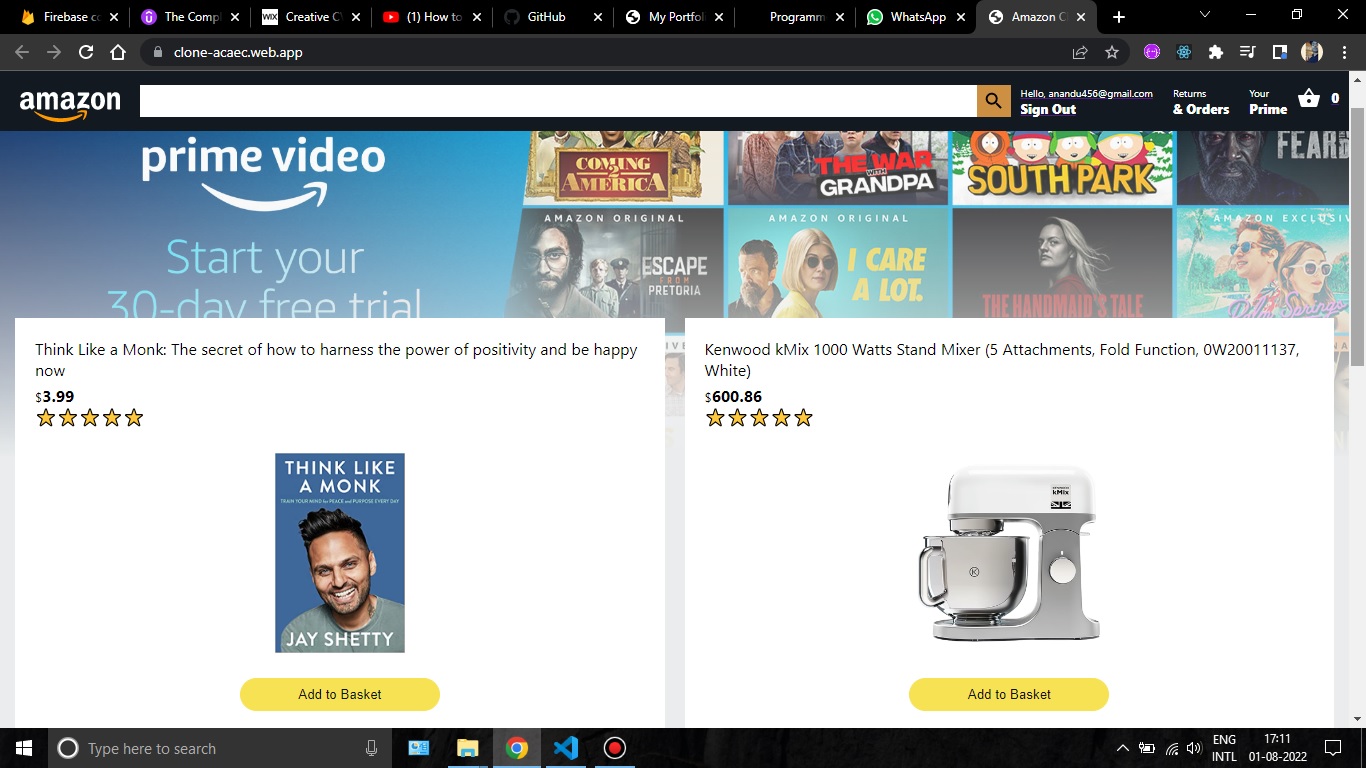 Firebase co
The Compl
WIX
Creative C
(1) How to
GitHub
My Portfol
Programm
WhatsApp
Amazon C
clone-acaec.web.app
amazon
Hello, anandu456@gmail.com
Sign Out
Returns
& Orders
Your
Prime
0
prime video
Start your
30-day free trial
COMING
2
AMERICA
THE WAR
WITH
GRANDPA
SOUTH PARK
FEAR
AMAZON ORIGINAL
ESCAPE
FROM
PRETORIA
AMAZON ORIGINAL
I CARE
A LOT.
THE HANDMAID'S TALE
AMAZON EXCLUSIV
Palm Springs
Think Like a Monk: The secret of how to harness the power of positivity and be happy
now
$3.99
THINK LIKE
A MONK
TRAIN YOUR MIND for PEACE and PURPOSE EVERY DAY
JAY SHETTY
Add to Basket
Kenwood kMix 1000 Watts Stand Mixer (5 Attachments, Fold Function, 0W20011137,
White)
$600.86
kMix
K
Add to Basket
Type here to search
ENG
INTL
17:11
01-08-2022